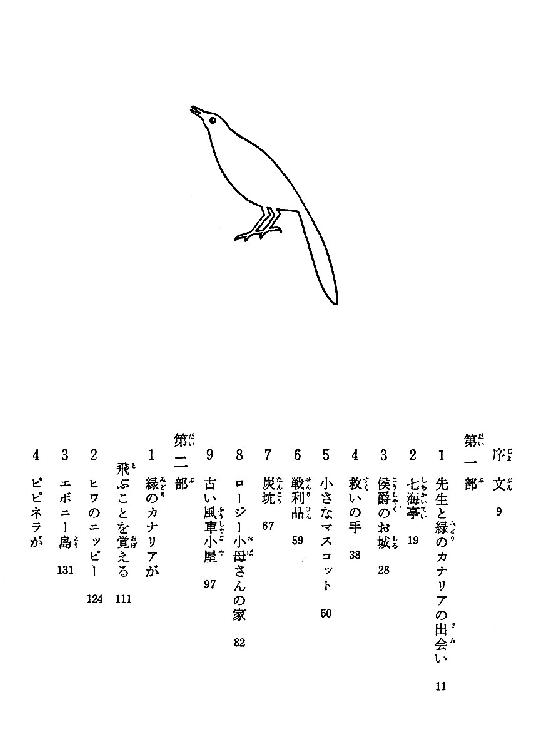 序文 9
第一部
1 先生と緑のカナリアの出会い 11
2 七海亭 19
3 侯爵のお城 28
4 救いの手 38
5 小さなマスコット 50
6 戦利品 59
7 炭坑 67
8 ロージー小母さんの家 82
9 古い風車小屋 97
第二部
1 緑のカナリアが
飛ぶことを覚える 111
2 ヒワのニッピー 124
3 エボニー島 131
4 ピピネラが